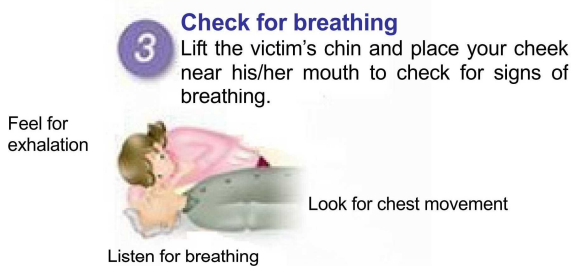 3
Check for breathing
Lift the victim's chin and place your cheek
near his/her mouth to check for signs of
breathing.
Feel for
exhalation
Look for chest movement
Listen for breathing